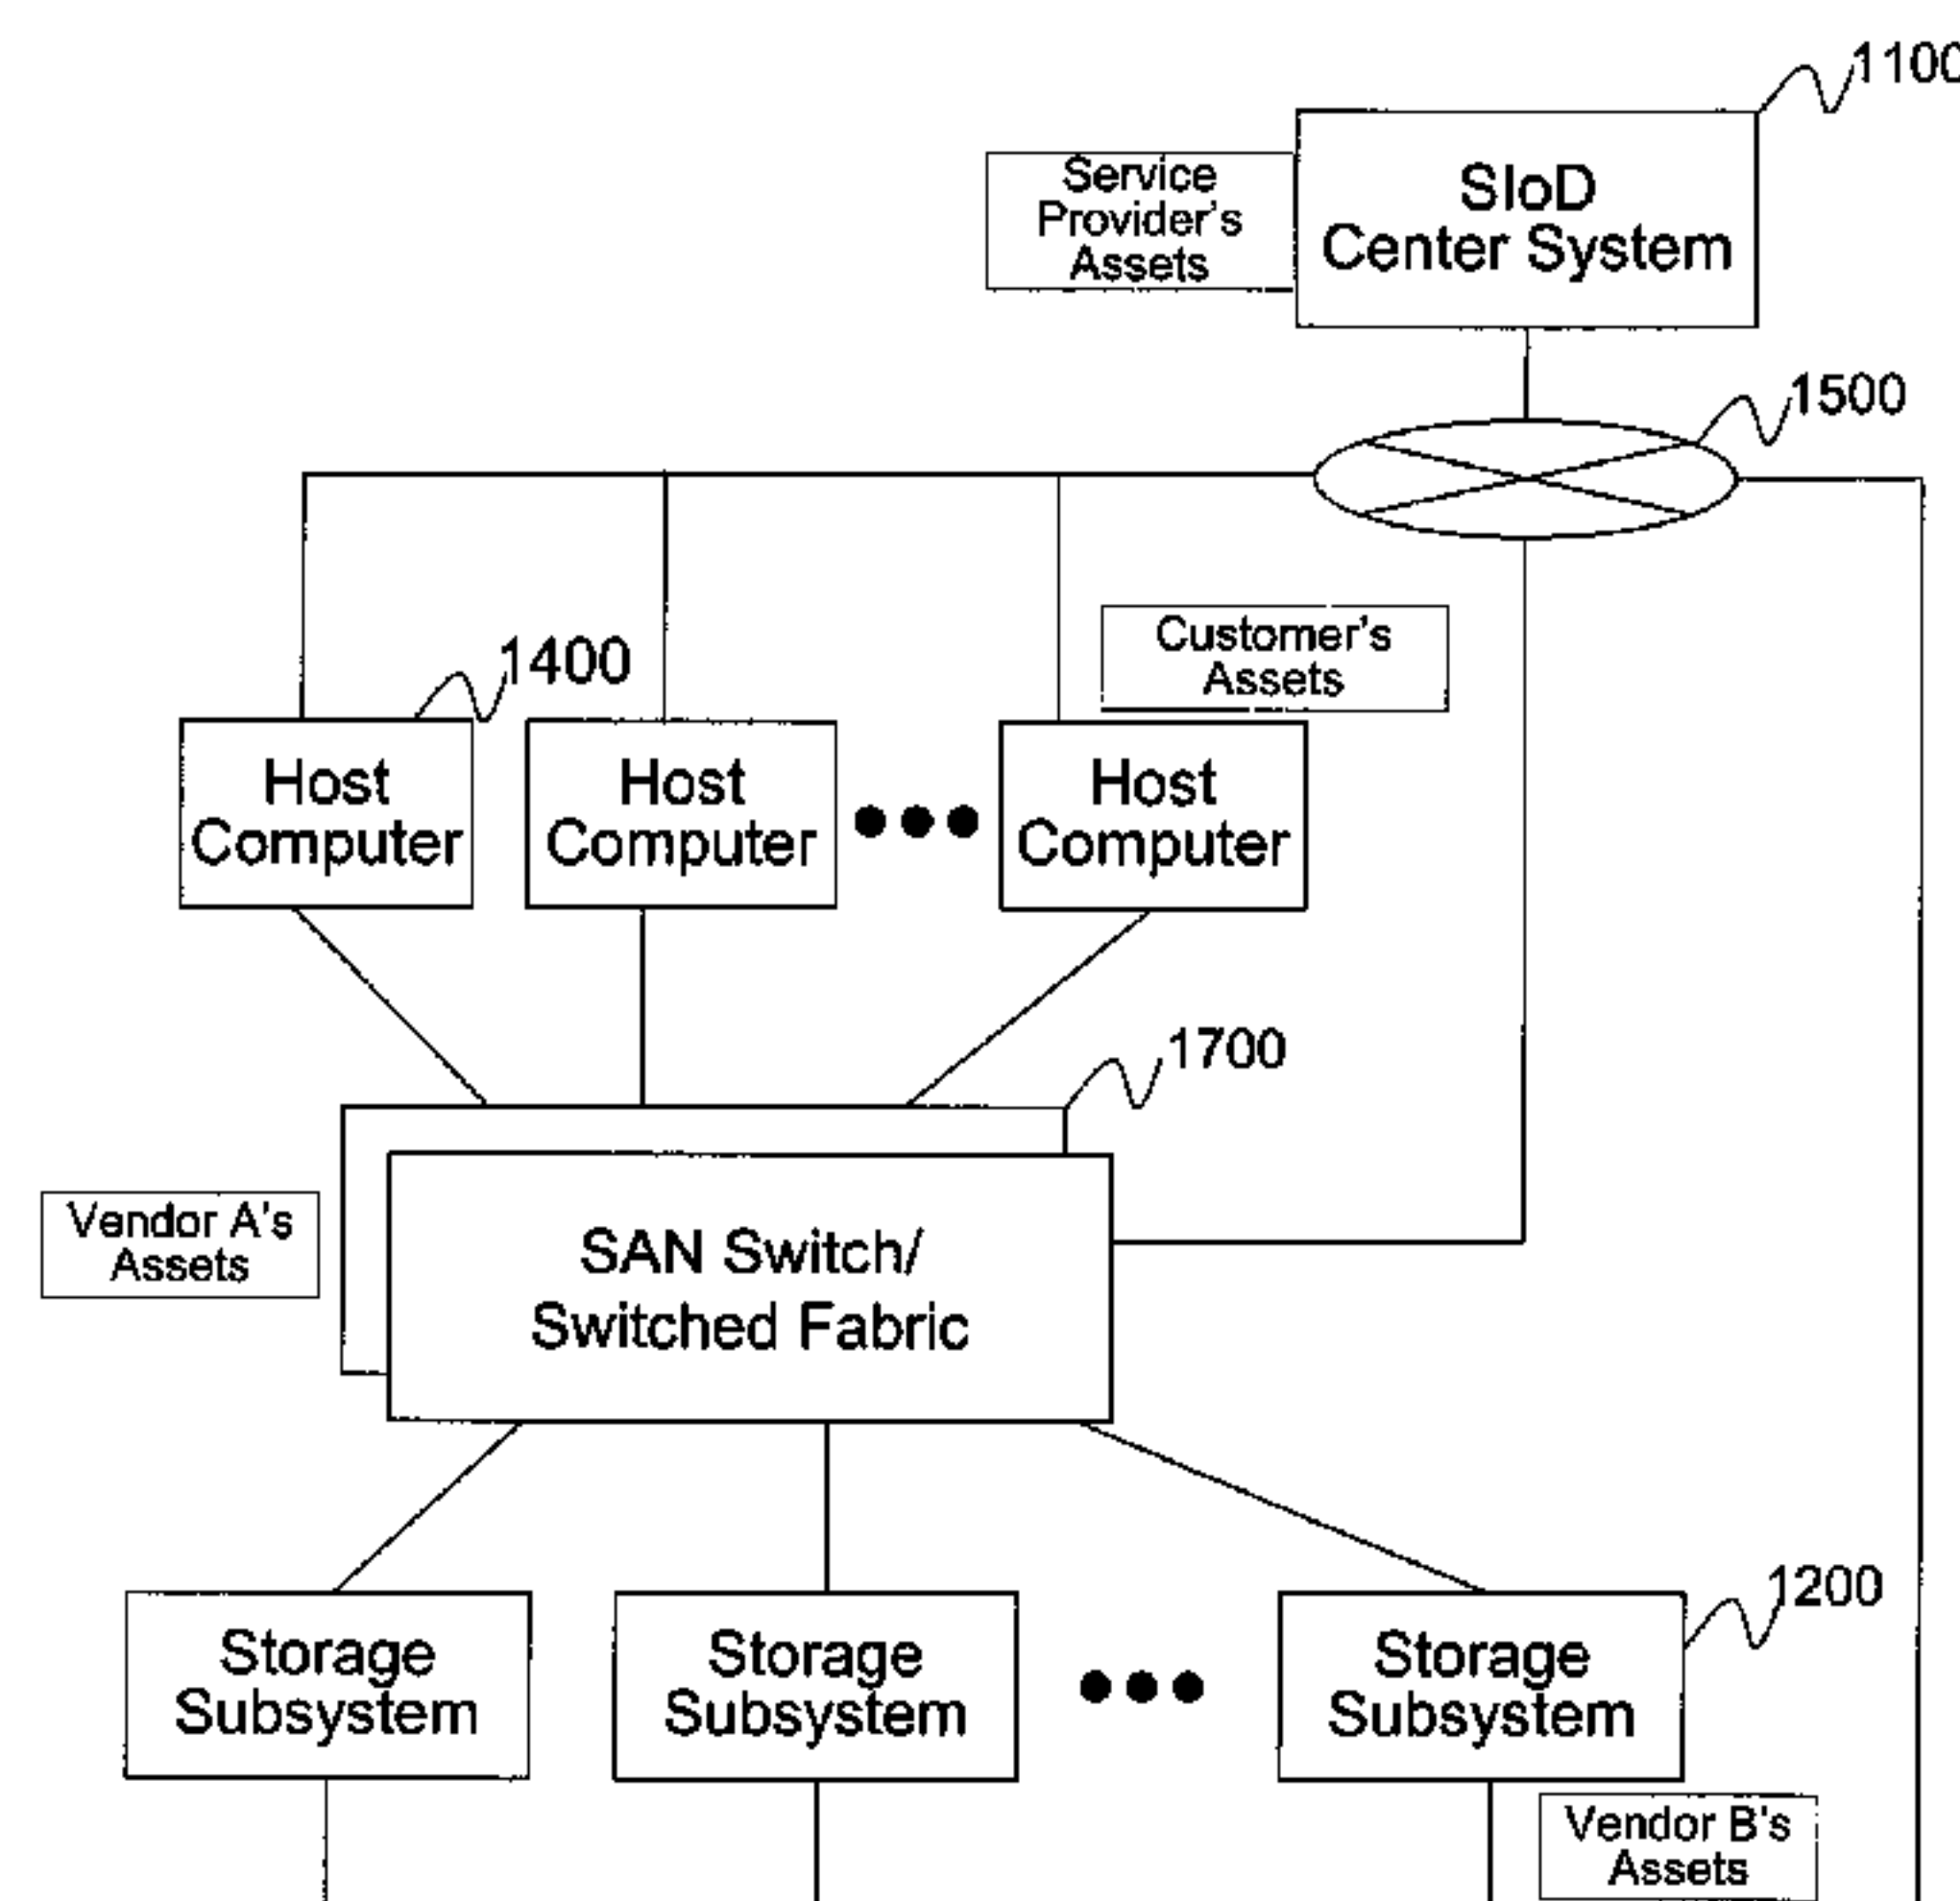 1100
Service
Provider's
Assets
SIoD
Center System
1500
Customer's
Assets
1400
Host
Computer
Host
Computer
Host
Computer
1700
Vendor A's
Assets
SAN Switch/
Switched Fabric
1200
Storage
Subsystem
Storage
Subsystem
Storage
Subsystem
Vendor B's
Assets